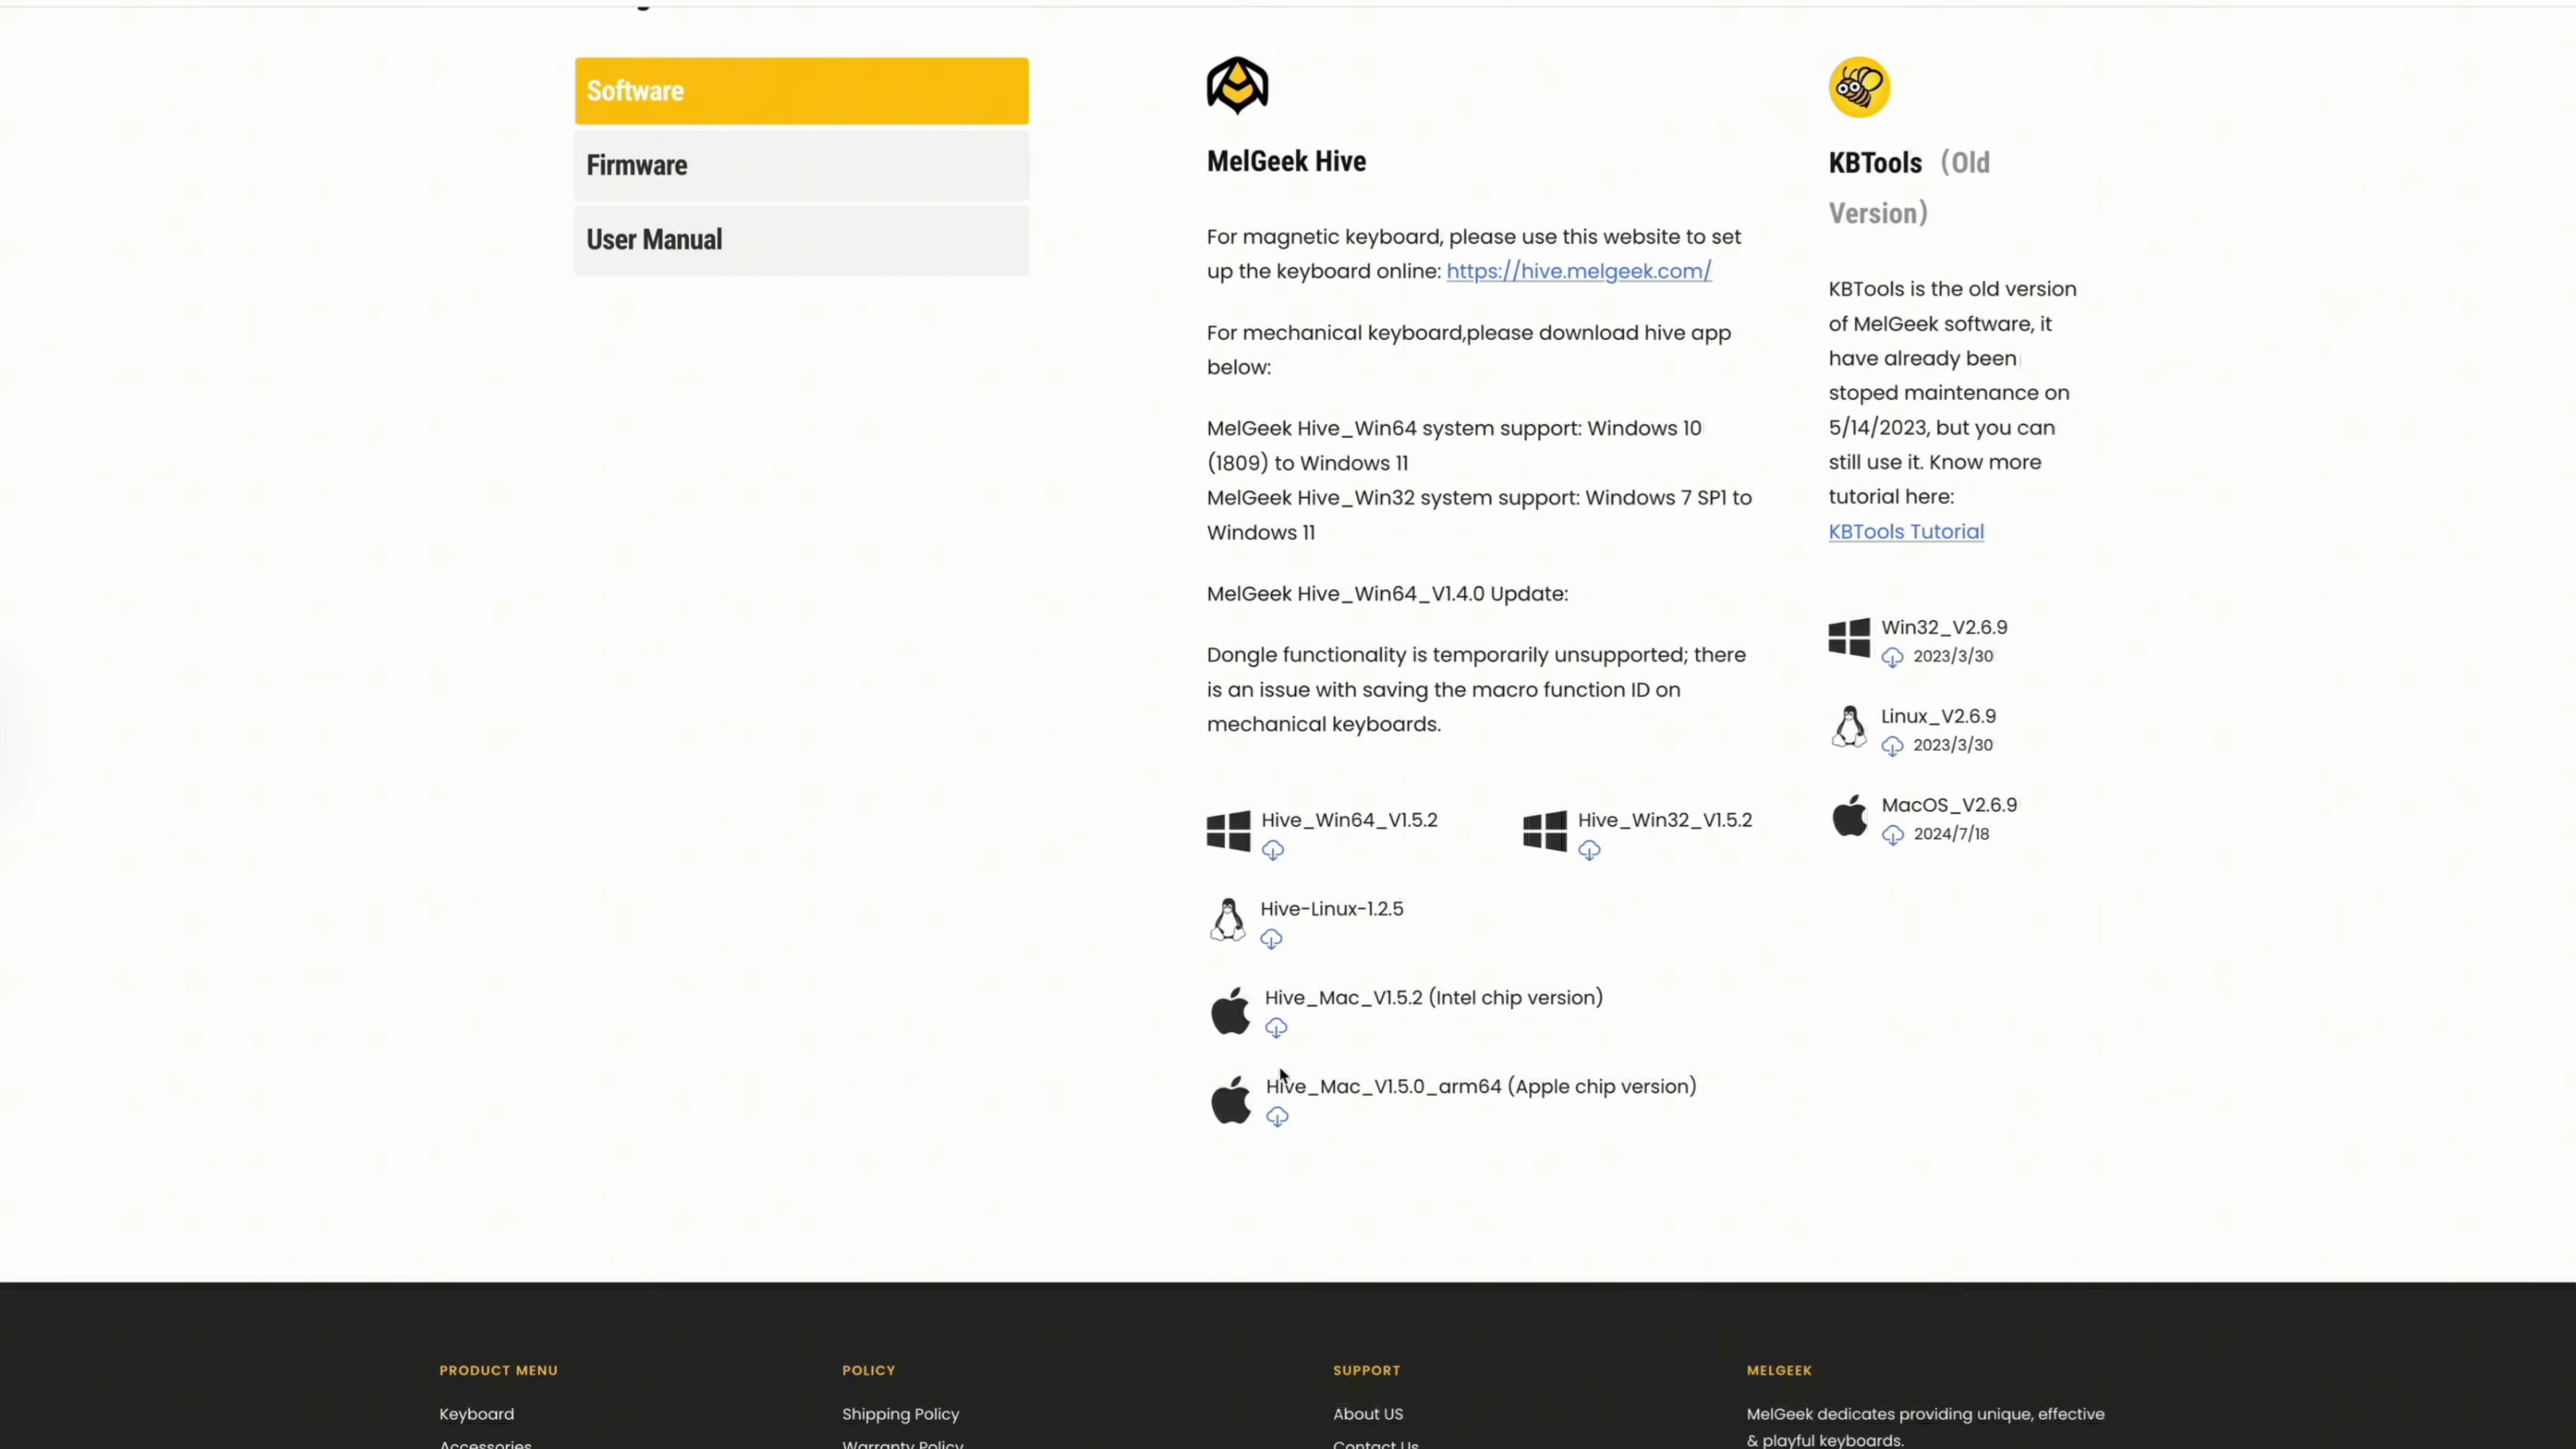 Software
Firmware
User Manual
MelGeek Hive
For magnetic keyboard, please use this website to set
up the keyboard online: https://hive.melgeek.com/
For mechanical keyboard,please download hive app
below:
MelGeek Hive_Win64 system support: Windows 10
(1809) to Windows 11
MelGeek Hive_Win32 system support: Windows 7 SP1 to
Windows 11
MelGeek Hive_Win64_V1.4.0 Update:
Dongle functionality is temporarily unsupported; there
is an issue with saving the macro function ID on
mechanical keyboards.
Hive_Win64_V1.5.2
Hive_Win32_V1.5.2
Hive-Linux-1.2.5
Hive_Mac_V1.5.2 (Intel chip version)
Hive_Mac_V1.5.0_arm64 (Apple chip version)
KBTools (Old
Version)
KBTools is the old version
of MelGeek software, it
have already been
stoped maintenance on
5/14/2023, but you can
still use it. Know more
tutorial here:
KBTools Tutorial
Win32_V2.6.9
2023/3/30
Linux_V2.6.9
2023/3/30
MacOS_V2.6.9
2024/7/18
PRODUCT MENU
Keyboard
Accessories
POLICY
Shipping Policy
Warranty Policy
SUPPORT
About US
Contact Us
MELGEEK
MelGeek dedicates providing unique, effective
& playful keyboards.